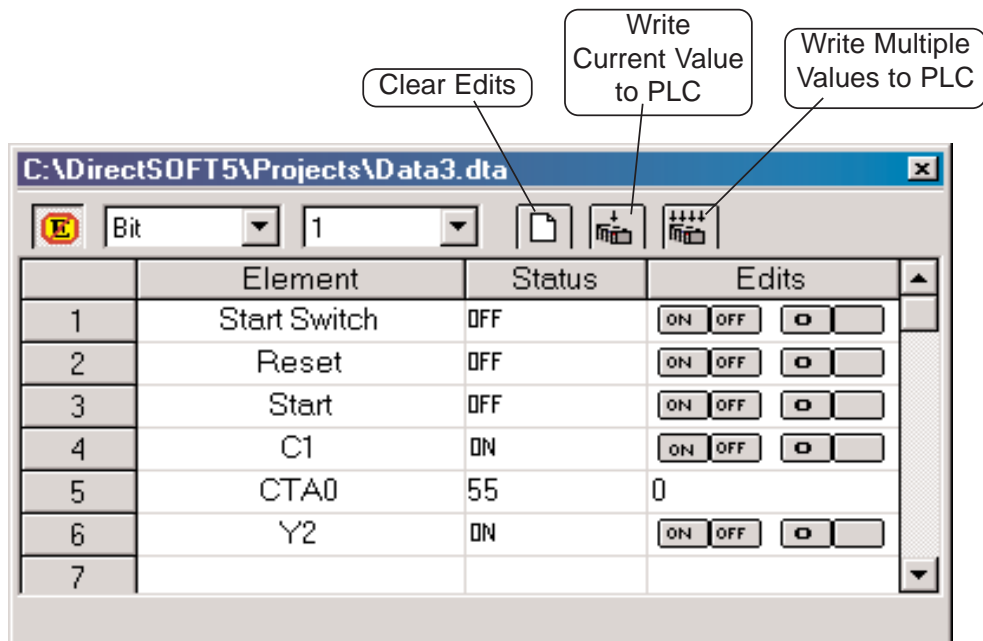 Write
Current Value
to PLC
Write Multiple
Values to PLC
Clear Edits
C:\DirectSOFT5\Projects\Data3.dta
E Bit 1
Element Status Edits
1 Start Switch OFF ON OFF O
2 Reset OFF ON OFF O
3 Start OFF ON OFF O
4 C1 ON ON OFF O
5 CTA0 55 0
6 Y2 ON ON OFF O
7